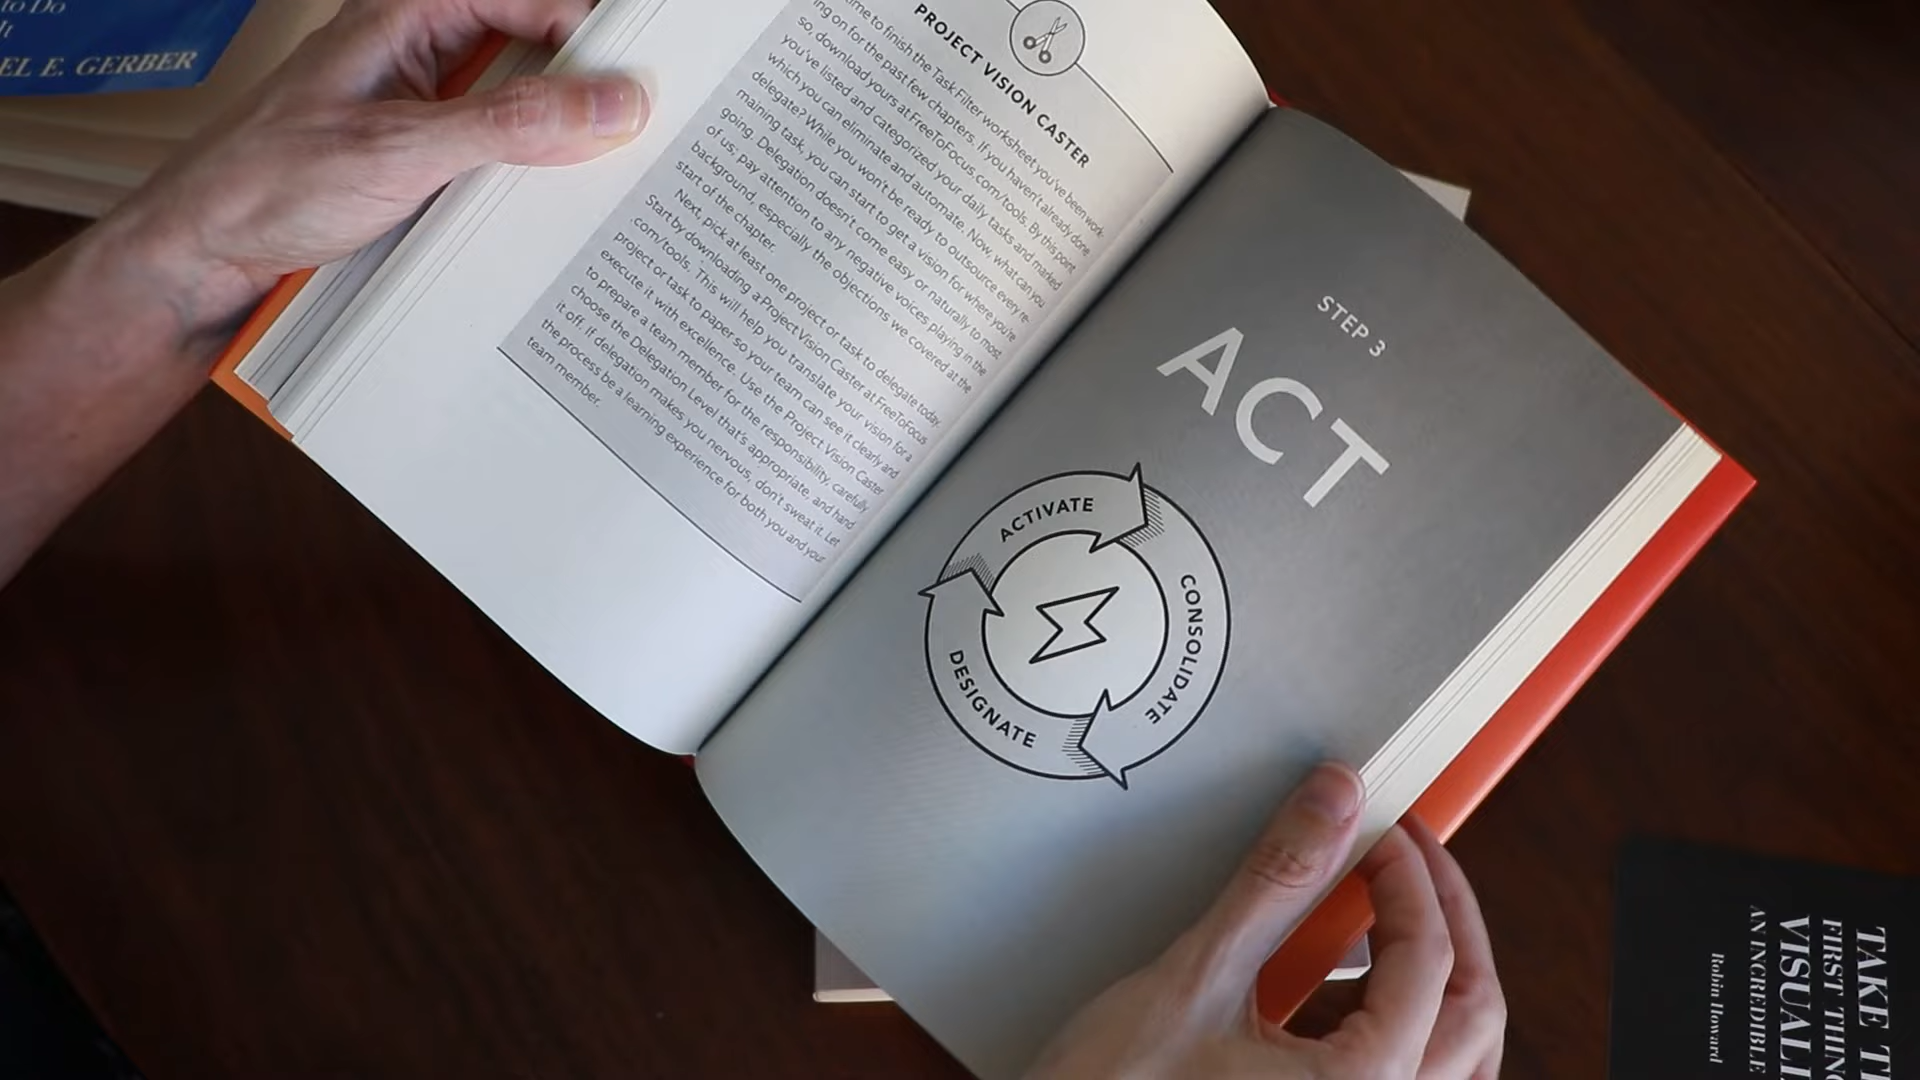 to Do
It
EL E. GERBER
PROJECT VISION CASTER
ime to finish the Task Filter worksheet you've been work-
ing on for the past few chapters. If you haven't already done
so, download yours at FreeToFocus.com/tools. By this point
you've listed and categorized your daily tasks and marked
which you can eliminate and automate. Now, what can you
delegate? While you won't be ready to outsource every re-
maining task, you can start to get a vision for where you're
going. Delegation doesn't come easy or naturally to most
of us; pay attention to any negative voices playing in the
background, especially the objections we covered at the
start of the chapter.
Next, pick at least one project or task to delegate today.
Start by downloading a Project Vision Caster at FreeToFocus
.com/tools. This will help you translate your vision for a
project or task to paper so your team can see it clearly and
execute it with excellence. Use the Project Vision Caster
to prepare a team member for the responsibility, carefully
choose the Delegation Level that's appropriate, and hand
it off. If delegation makes you nervous, don't sweat it. Let
the process be a learning experience for both you and your
team member.
STEP 3
ACT
ACTIVATE
CONSOLIDATE
DESIGNATE
TAKE T
FIRST THING
VISUALI
AN INCREDIBLE
Robin Howard